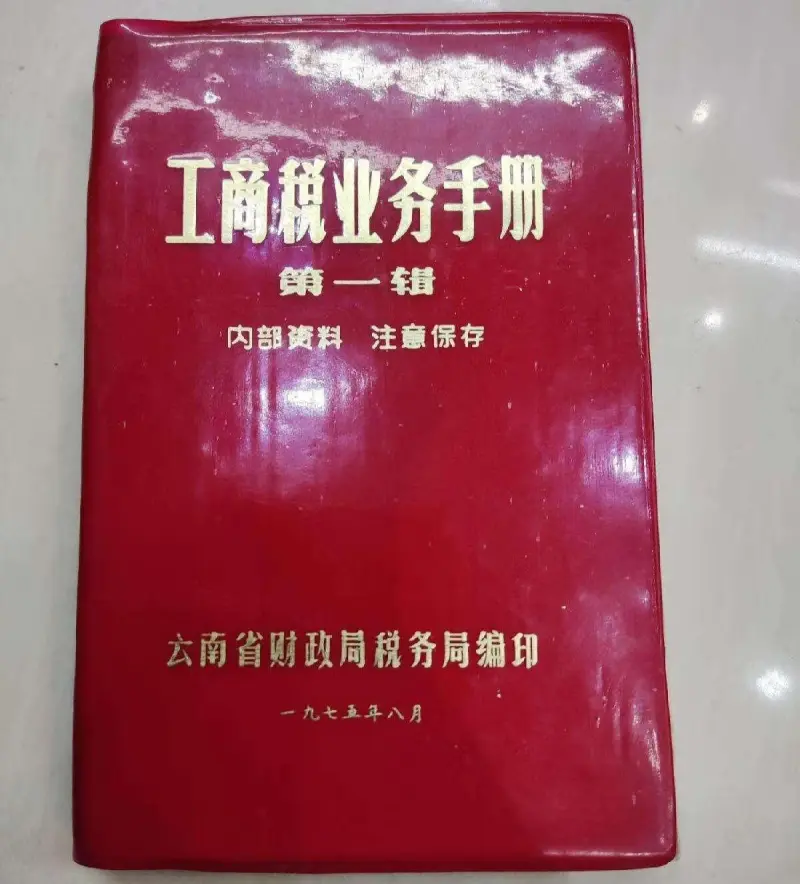 工商税业务手册
第一辑
内部资料 注意保存
云南省财政局税务局编印
一九七五年八月